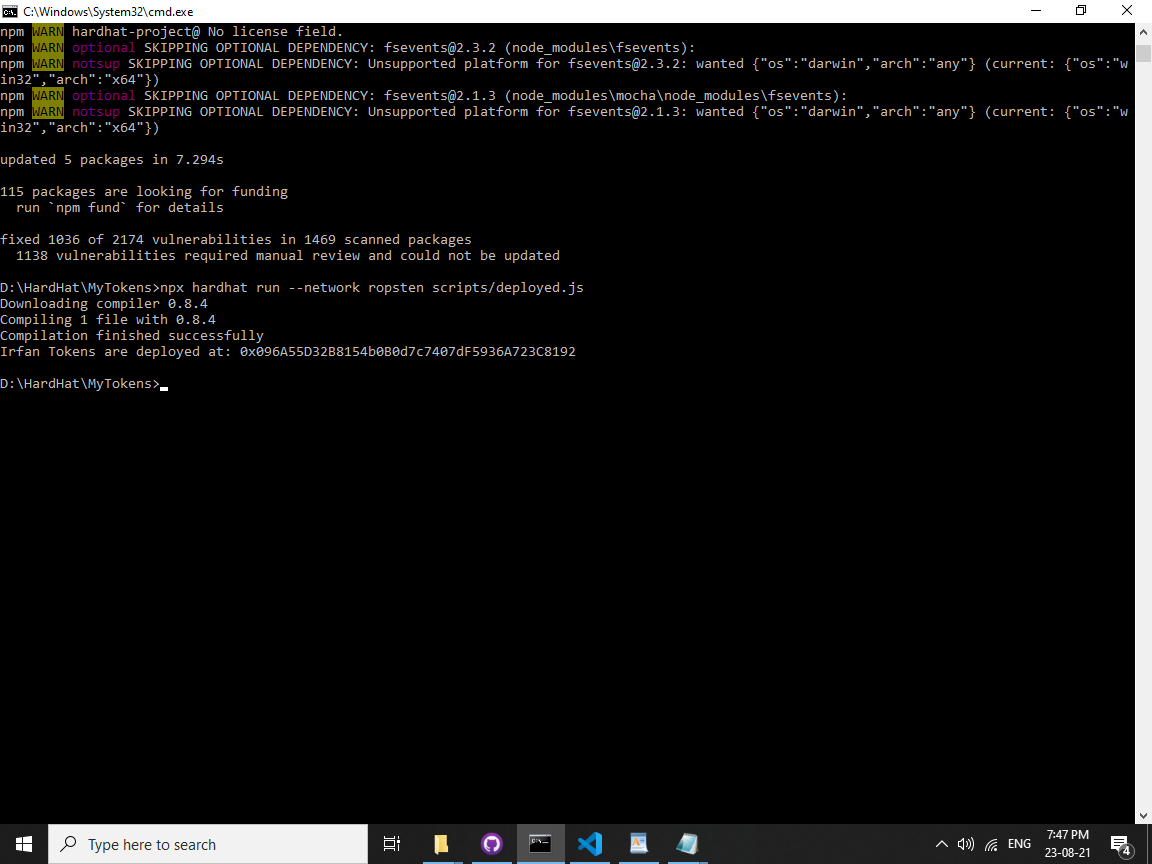 C:\Windows\System32\cmd.exe
npm WARN hardhat-project@ No license field.
npm WARN optional SKIPPING OPTIONAL DEPENDENCY: fsevents@2.3.2 (node_modules\fsevents):
npm WARN notsup SKIPPING OPTIONAL DEPENDENCY: Unsupported platform for fsevents@2.3.2: wanted {"os":"darwin","arch":"any"} (current: {"os":"w
in32","arch":"x64"})
npm WARN optional SKIPPING OPTIONAL DEPENDENCY: fsevents@2.1.3 (node_modules\mocha\node_modules\fsevents):
npm WARN notsup SKIPPING OPTIONAL DEPENDENCY: Unsupported platform for fsevents@2.1.3: wanted {"os":"darwin","arch":"any"} (current: {"os":"w
in32","arch":"x64"})
updated 5 packages in 7.294s
115 packages are looking for funding
  run `npm fund` for details
fixed 1036 of 2174 vulnerabilities in 1469 scanned packages
  1138 vulnerabilities required manual review and could not be updated
D:\HardHat\MyTokens>npx hardhat run --network ropsten scripts/deployed.js
Downloading compiler 0.8.4
Compiling 1 file with 0.8.4
Compilation finished successfully
Irfan Tokens are deployed at: 0x096A55D32B8154b0B0d7c7407dF5936A723C8192
D:\HardHat\MyTokens>
Type here to search
ENG
7:47 PM
23-08-21
4